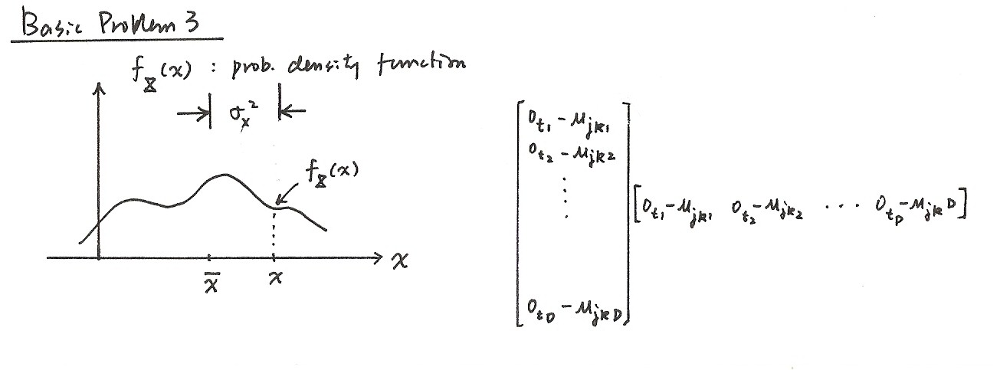 Basic Problem 3
f_X(x) : prob. density function
σ_x²
f_X(x)
x̄
x
x
O_t1 - μ_jk1
O_t2 - μ_jk2
⋮
O_tD - μ_jkD
[O_t1 - μ_jk1 O_t2 - μ_jk2 ··· O_tD - μ_jkD]